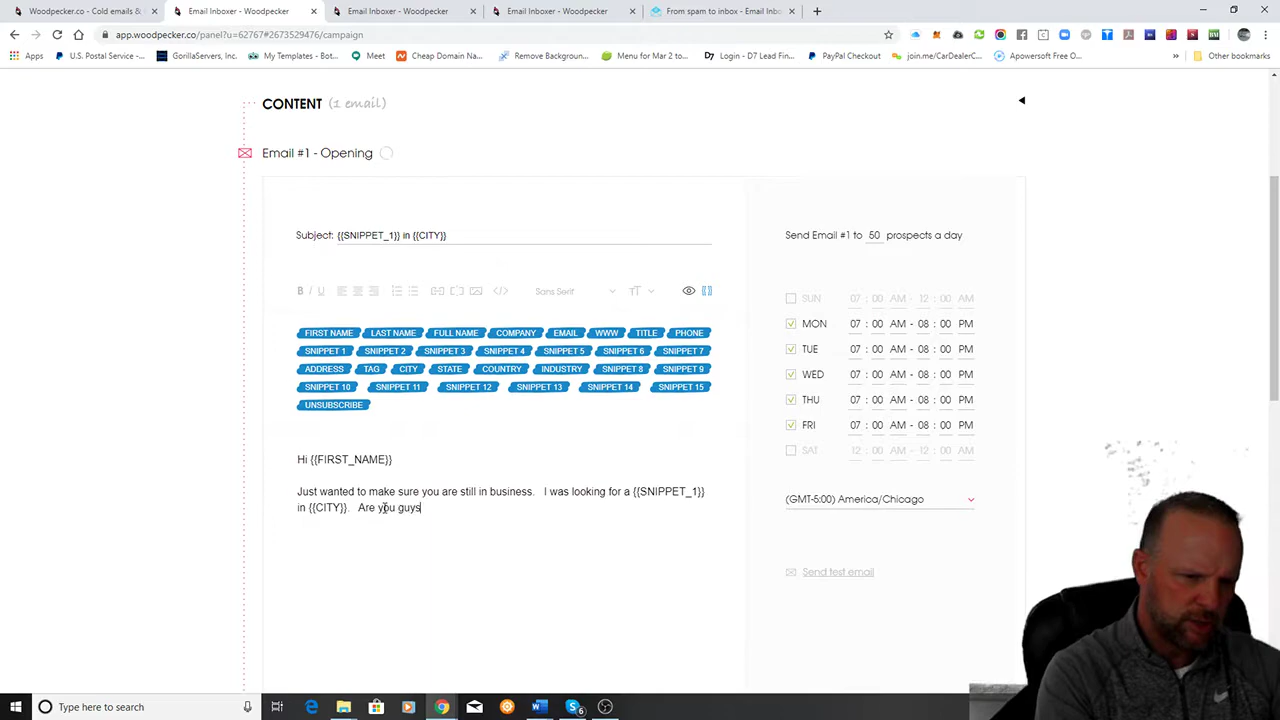 Woodpecker.co - Cold emails &
Email Inboxer - Woodpecker
Email Inboxer - Woodpecker
Email Inboxer - Woodpecker
From spam to inbox - Email Inb
app.woodpecker.co/panel?u=62767#2673529476/campaign
Apps
U.S. Postal Service -...
GorillaServers, Inc.
My Templates - Bot...
Meet
Cheap Domain Na...
Remove Backgroun...
Menu for Mar 2 to...
D7 Login - D7 Lead Fin...
PayPal Checkout
join.me/CarDealerC...
Apowersoft Free O...
Other bookmarks
CONTENT (1 email)
Email #1 - Opening
Subject: {{SNIPPET_1}} in {{CITY}}
Send Email #1 to 50 prospects a day
B I U
Sans Serif
FIRST NAME LAST NAME FULL NAME COMPANY EMAIL WWW TITLE PHONE
SNIPPET 1 SNIPPET 2 SNIPPET 3 SNIPPET 4 SNIPPET 5 SNIPPET 6 SNIPPET 7
ADDRESS TAG CITY STATE COUNTRY INDUSTRY SNIPPET 8 SNIPPET 9
SNIPPET 10 SNIPPET 11 SNIPPET 12 SNIPPET 13 SNIPPET 14 SNIPPET 15
UNSUBSCRIBE
SUN 07 : 00 AM - 12 : 00 AM
MON 07 : 00 AM - 08 : 00 PM
TUE 07 : 00 AM - 08 : 00 PM
WED 07 : 00 AM - 08 : 00 PM
THU 07 : 00 AM - 08 : 00 PM
FRI 07 : 00 AM - 08 : 00 PM
SAT 12 : 00 AM - 12 : 00 AM
Hi {{FIRST_NAME}}
Just wanted to make sure you are still in business. I was looking for a {{SNIPPET_1}}
in {{CITY}}. Are you guys
(GMT-5:00) America/Chicago
Send test email
Type here to search